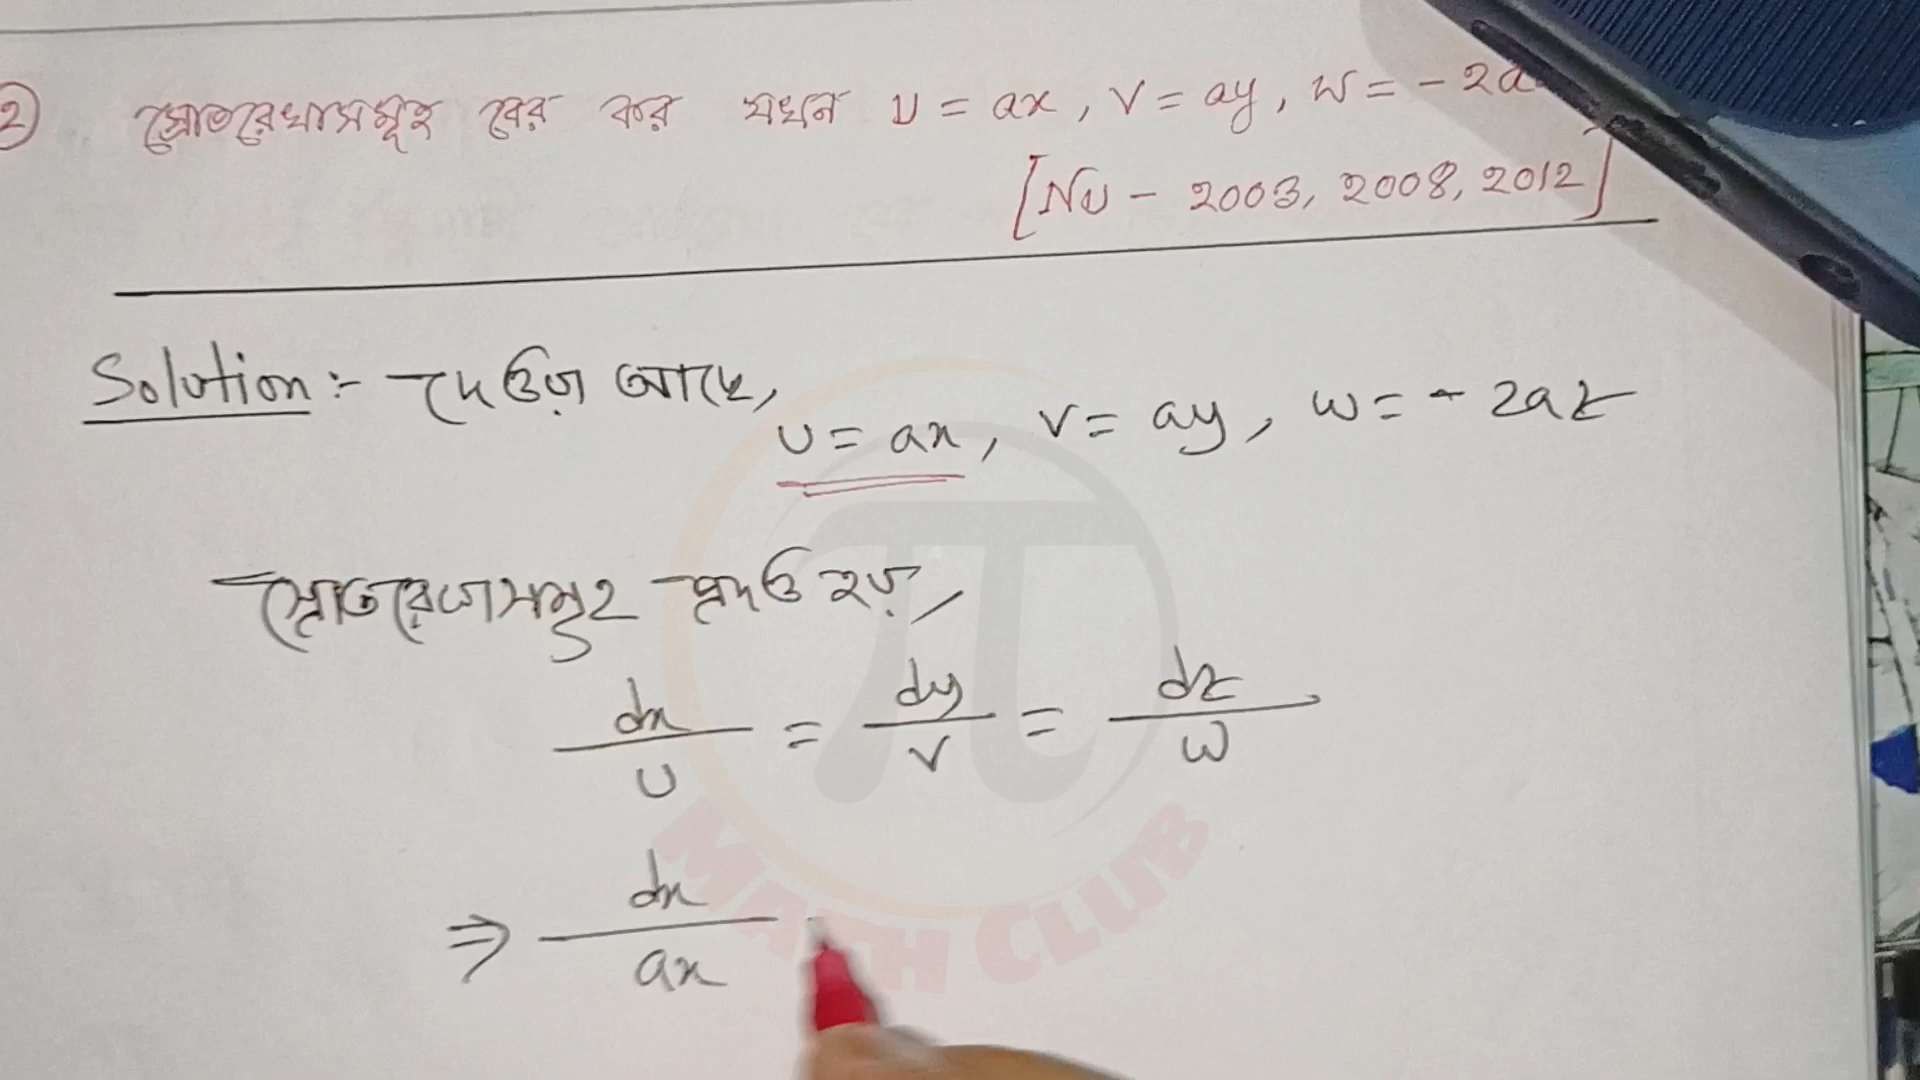 2) স্রোতরেখাসমূহ বের কর যখন u = ax, v = ay, w = - 2a
[NU - 2003, 2008, 2012]
Solution :- দেওয়া আছে,
u = ax, v = ay, w = - 2az
স্রোতরেখাসমূহ প্রদত্ত হয়,
dx/u = dy/v = dz/w
⇒ dx/ax
MATH CLUB